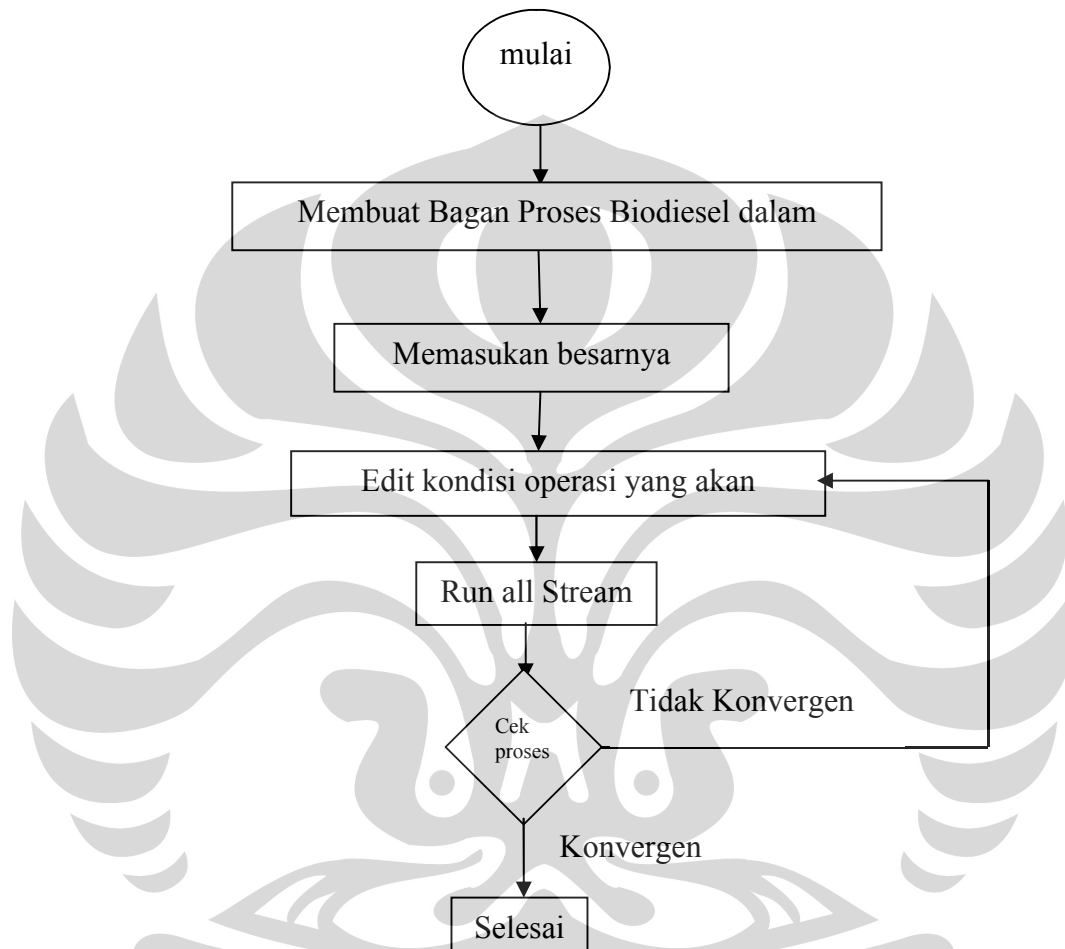 mulai
Membuat Bagan Proses Biodiesel dalam
Memasukan besarnya
Edit kondisi operasi yang akan
Run all Stream
Tidak Konvergen
Cek
proses
Konvergen
Selesai